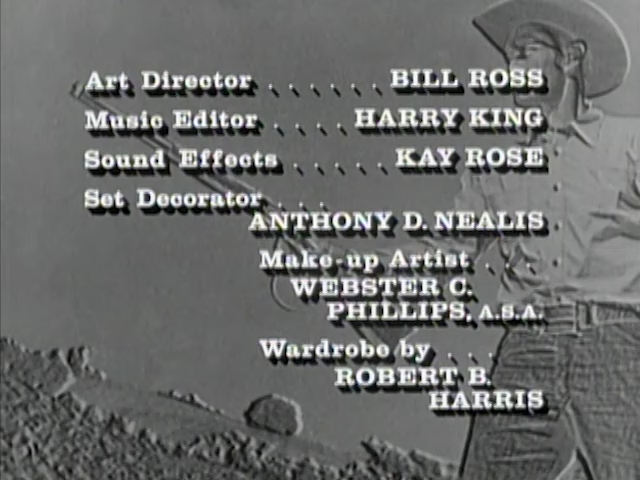 Art Director . . . . . . BILL ROSS
Music Editor . . . . HARRY KING
Sound Effects . . . . . KAY ROSE
Set Decorator . . .
ANTHONY D. NEALIS
Make-up Artist . . .
WEBSTER C.
PHILLIPS, A.S.A.
Wardrobe by . . .
ROBERT B.
HARRIS